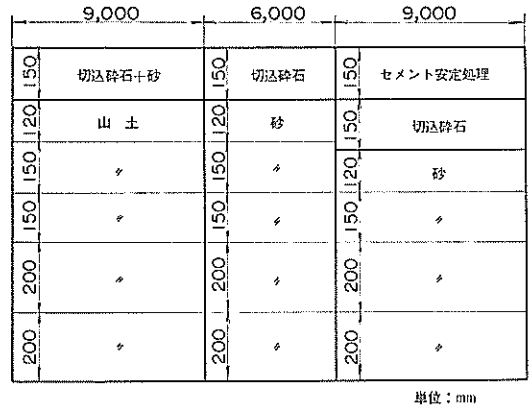 9,000 6,000 9,000
150 切込砕石+砂 150 切込砕石 150 セメント安定処理
120 山 土 120 砂 150 切込砕石
150 〃 150 〃 120 砂
150 〃 150 〃 150 〃
200 〃 200 〃 200 〃
200 〃 200 〃 200 〃
単位:mm